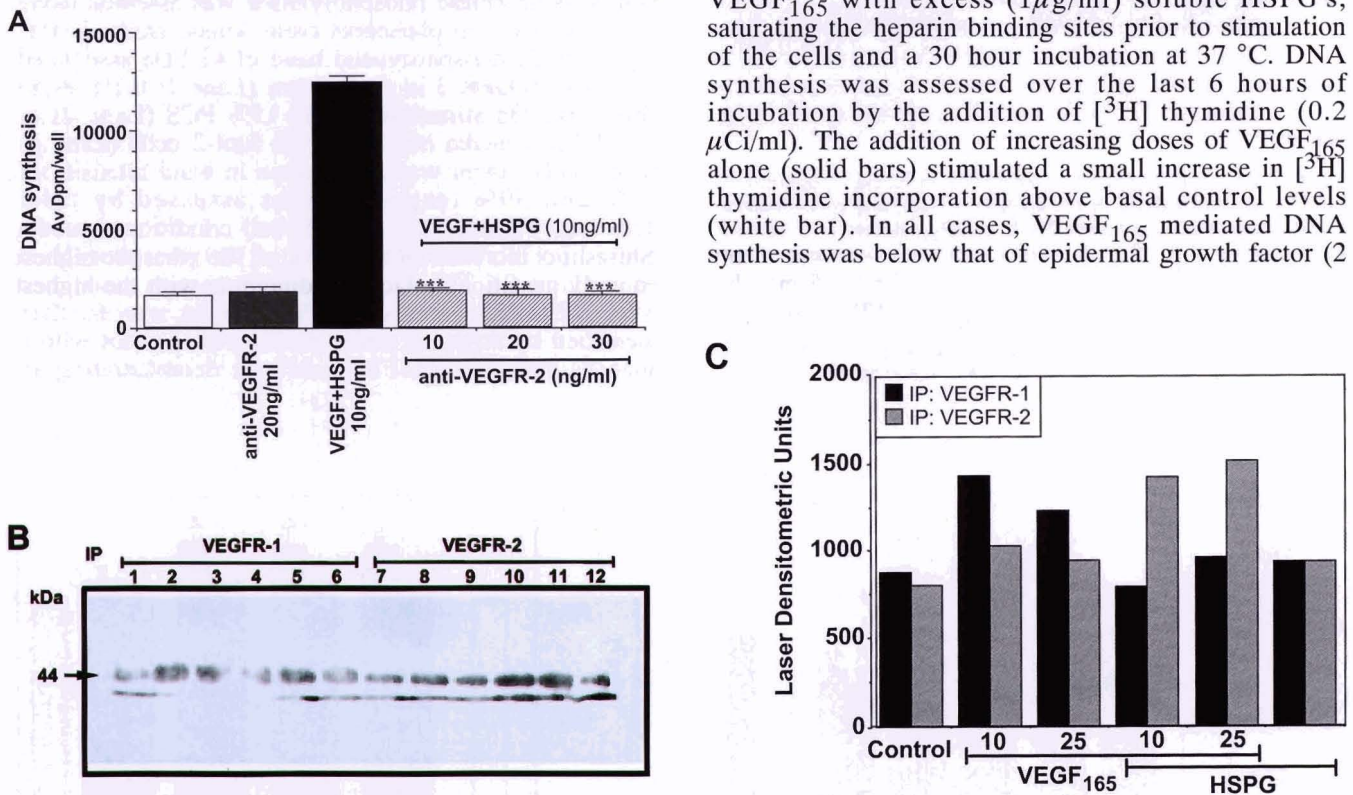 A
15000
10000
5000
0
DNA synthesis
Av Dpm/well
VEGF+HSPG (10ng/ml)
*** *** ***
Control
anti-VEGFR-2
20ng/ml
VEGF+HSPG
10ng/ml
10 20 30
anti-VEGFR-2 (ng/ml)
VEGF165 with excess (1μg/ml) soluble HSPG's,
saturating the heparin binding sites prior to stimulation
of the cells and a 30 hour incubation at 37 °C. DNA
synthesis was assessed over the last 6 hours of
incubation by the addition of [3H] thymidine (0.2
μCi/ml). The addition of increasing doses of VEGF165
alone (solid bars) stimulated a small increase in [3H]
thymidine incorporation above basal control levels
(white bar). In all cases, VEGF165 mediated DNA
synthesis was below that of epidermal growth factor (2
B
IP VEGFR-1 VEGFR-2
1 2 3 4 5 6 7 8 9 10 11 12
kDa
44
C
2000
1500
1000
500
0
Laser Densitometric Units
IP: VEGFR-1
IP: VEGFR-2
Control 10 25 10 25
VEGF165 HSPG